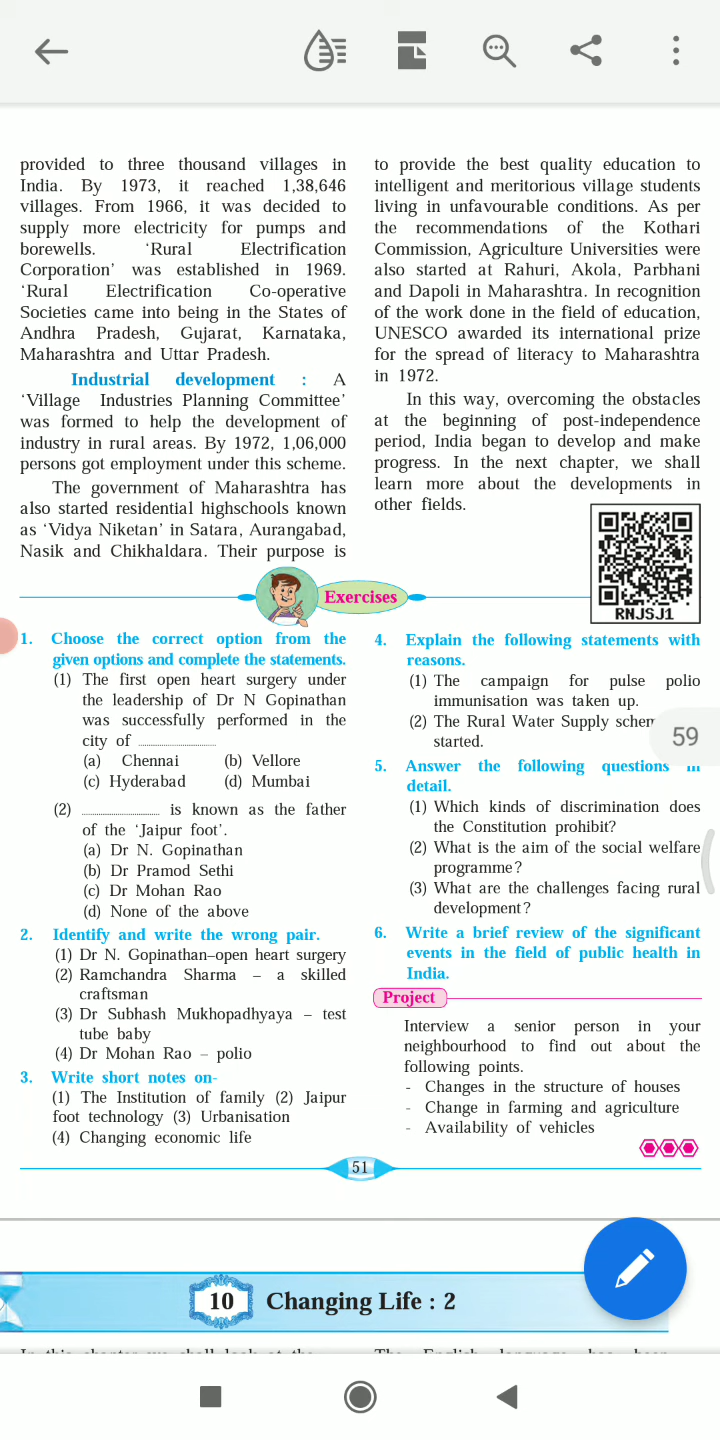 provided to three thousand villages in
India. By 1973, it reached 1,38,646
villages. From 1966, it was decided to
supply more electricity for pumps and
borewells. ‘Rural Electrification
Corporation’ was established in 1969.
‘Rural Electrification Co-operative
Societies came into being in the States of
Andhra Pradesh, Gujarat, Karnataka,
Maharashtra and Uttar Pradesh.
Industrial development : A
‘Village Industries Planning Committee’
was formed to help the development of
industry in rural areas. By 1972, 1,06,000
persons got employment under this scheme.
The government of Maharashtra has
also started residential highschools known
as ‘Vidya Niketan’ in Satara, Aurangabad,
Nasik and Chikhaldara. Their purpose is
to provide the best quality education to
intelligent and meritorious village students
living in unfavourable conditions. As per
the recommendations of the Kothari
Commission, Agriculture Universities were
also started at Rahuri, Akola, Parbhani
and Dapoli in Maharashtra. In recognition
of the work done in the field of education,
UNESCO awarded its international prize
for the spread of literacy to Maharashtra
in 1972.
In this way, overcoming the obstacles
at the beginning of post-independence
period, India began to develop and make
progress. In the next chapter, we shall
learn more about the developments in
other fields.
RNJSJ1
Exercises
1. Choose the correct option from the
given options and complete the statements.
(1) The first open heart surgery under
the leadership of Dr N Gopinathan
was successfully performed in the
city of ....................
(a) Chennai (b) Vellore
(c) Hyderabad (d) Mumbai
(2) .................... is known as the father
of the ‘Jaipur foot’.
(a) Dr N. Gopinathan
(b) Dr Pramod Sethi
(c) Dr Mohan Rao
(d) None of the above
2. Identify and write the wrong pair.
(1) Dr N. Gopinathan–open heart surgery
(2) Ramchandra Sharma – a skilled
craftsman
(3) Dr Subhash Mukhopadhyaya – test
tube baby
(4) Dr Mohan Rao – polio
3. Write short notes on-
(1) The Institution of family (2) Jaipur
foot technology (3) Urbanisation
(4) Changing economic life
4. Explain the following statements with
reasons.
(1) The campaign for pulse polio
immunisation was taken up.
(2) The Rural Water Supply
started.
59
5. Answer the following questions
detail.
(1) Which kinds of discrimination does
the Constitution prohibit?
(2) What is the aim of the social welfare
programme?
(3) What are the challenges facing rural
development?
6. Write a brief review of the significant
events in the field of public health in
India.
Project
Interview a senior person in your
neighbourhood to find out about the
following points.
- Changes in the structure of houses
- Change in farming and agriculture
- Availability of vehicles
51
10 Changing Life : 2